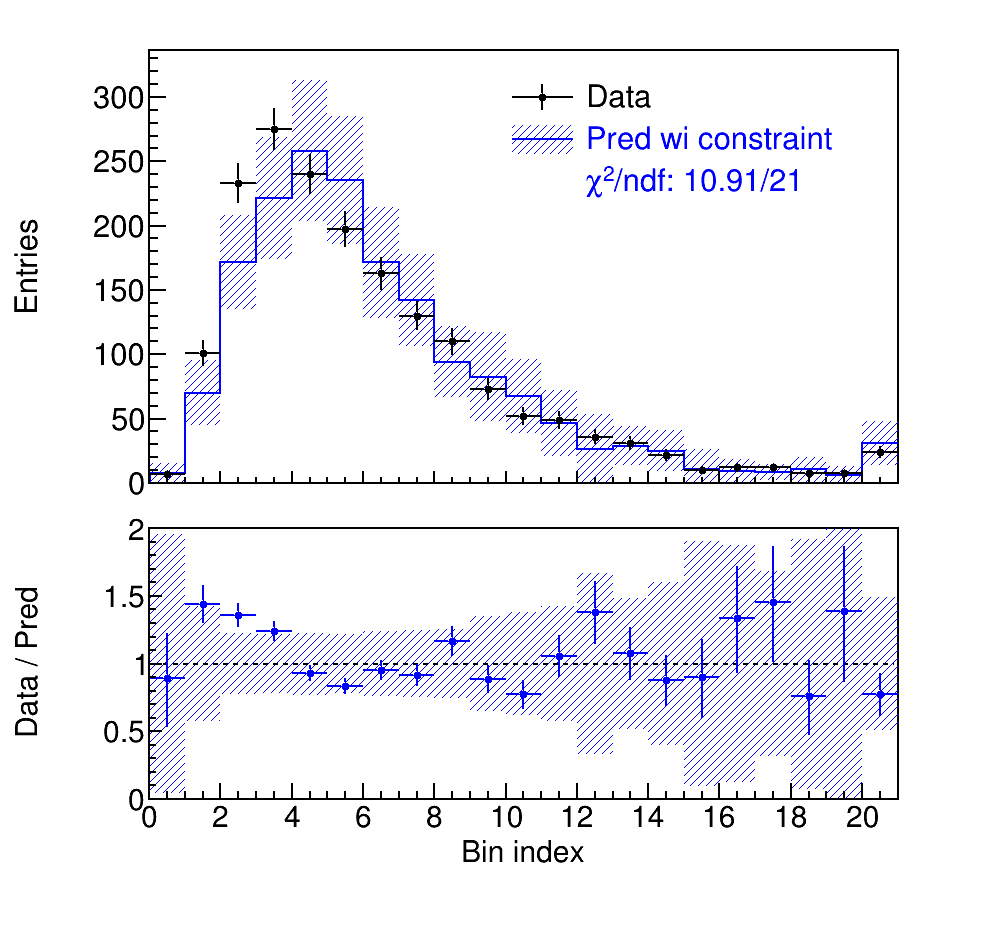 Entries
300
250
200
150
100
50
0
Data
Pred wi constraint
χ²/ndf: 10.91/21
Data / Pred
2
1.5
1
0.5
0
0 2 4 6 8 10 12 14 16 18 20
Bin index